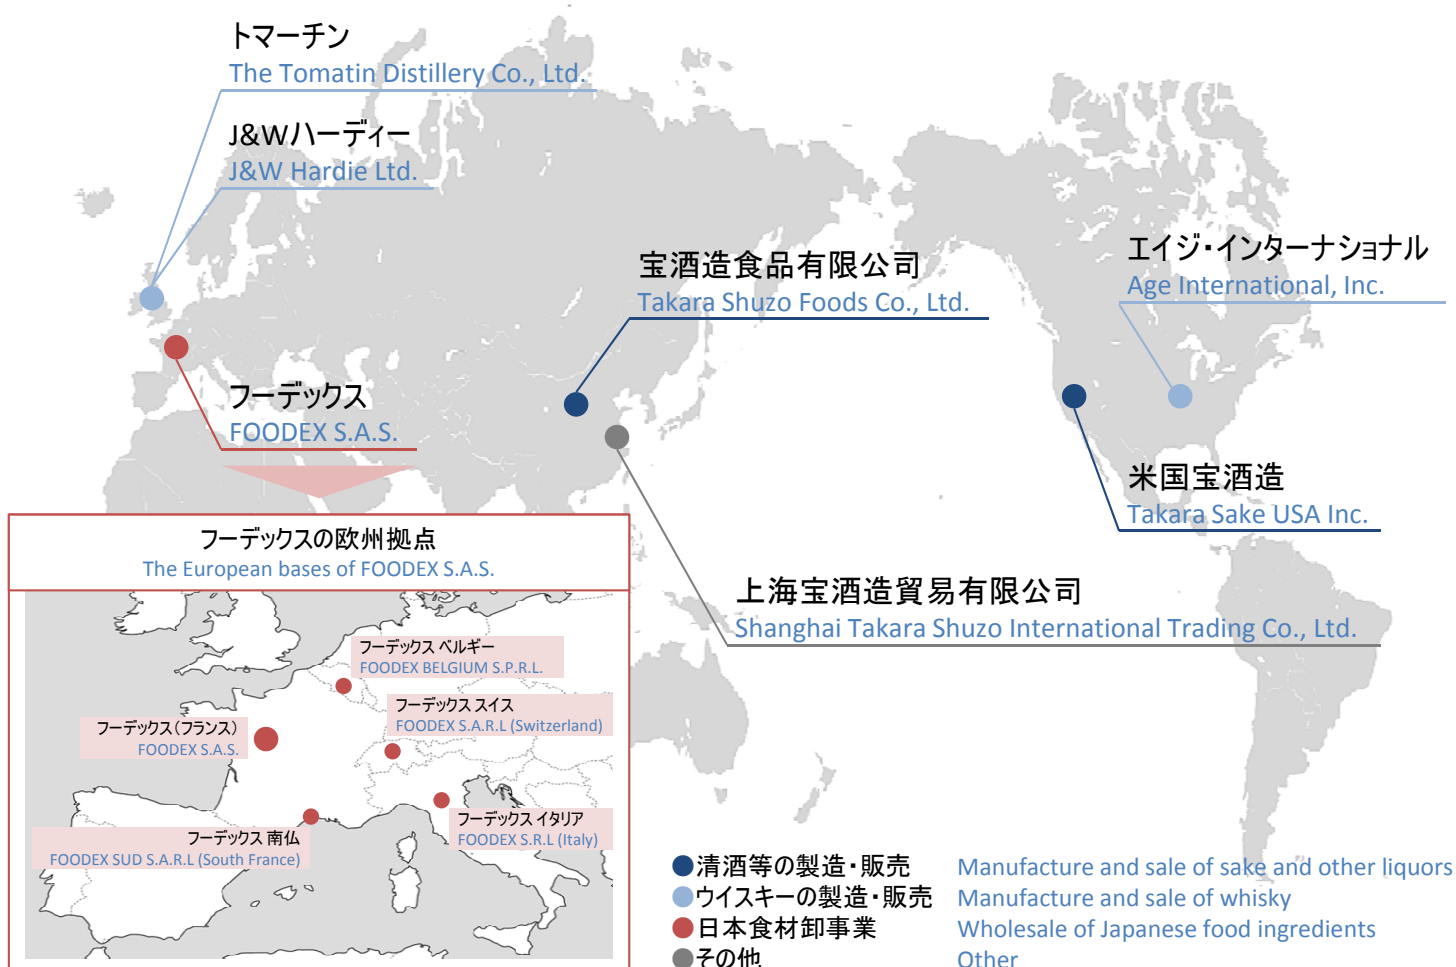 トマーチン
The Tomatin Distillery Co., Ltd.
J&Wハーディー
J&W Hardie Ltd.
宝酒造食品有限公司
Takara Shuzo Foods Co., Ltd.
エイジ・インターナショナル
Age International, Inc.
フーデックス
FOODEX S.A.S.
米国宝酒造
Takara Sake USA Inc.
上海宝酒造貿易有限公司
Shanghai Takara Shuzo International Trading Co., Ltd.
フーデックスの欧州拠点
The European bases of FOODEX S.A.S.
フーデックス ベルギー
FOODEX BELGIUM S.P.R.L.
フーデックス スイス
FOODEX S.A.R.L (Switzerland)
フーデックス(フランス)
FOODEX S.A.S.
フーデックス イタリア
FOODEX S.R.L (Italy)
フーデックス 南仏
FOODEX SUD S.A.R.L (South France)
清酒等の製造・販売 Manufacture and sale of sake and other liquors
ウイスキーの製造・販売 Manufacture and sale of whisky
日本食材卸事業 Wholesale of Japanese food ingredients
その他 Other